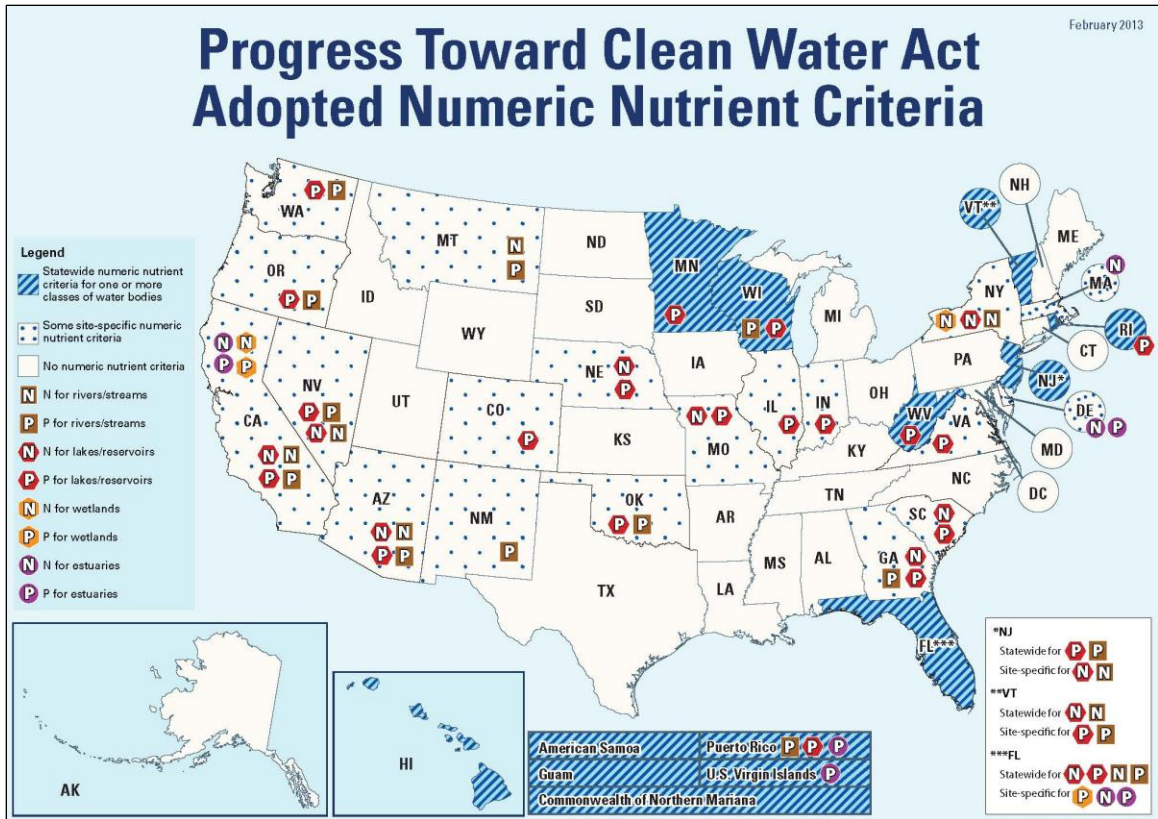 February 2013
Progress Toward Clean Water Act
Adopted Numeric Nutrient Criteria
Legend
Statewide numeric nutrient
criteria for one or more
classes of water bodies
Some site-specific numeric
nutrient criteria
No numeric nutrient criteria
N N for rivers/streams
P P for rivers/streams
N N for lakes/reservoirs
P P for lakes/reservoirs
N N for wetlands
P P for wetlands
N N for estuaries
P P for estuaries
WA P P
OR P P
MT N P
ID
WY
ND
SD
MN P
WI P P
MI
NE N P
IA
CA N N P P N N P P
NV P P N N
UT
CO P
KS
MO N P
IL P
IN P
OH
KY
WV P
VA P
PA
NY N N N
VT**
NH
ME
MA N
RI P
CT
NJ*
DE N P
MD
DC
NC
TN
SC N P
GA N P P
AL
MS
AR
LA
OK P P
TX
NM P
AZ N N P P
FL***
AK
HI
American Samoa
Puerto Rico P P P
Guam
U.S. Virgin Islands P
Commonwealth of Northern Mariana
*NJ
Statewide for P P
Site-specific for N N
**VT
Statewide for N N
Site-specific for P P
***FL
Statewide for N P N P
Site-specific for P N P